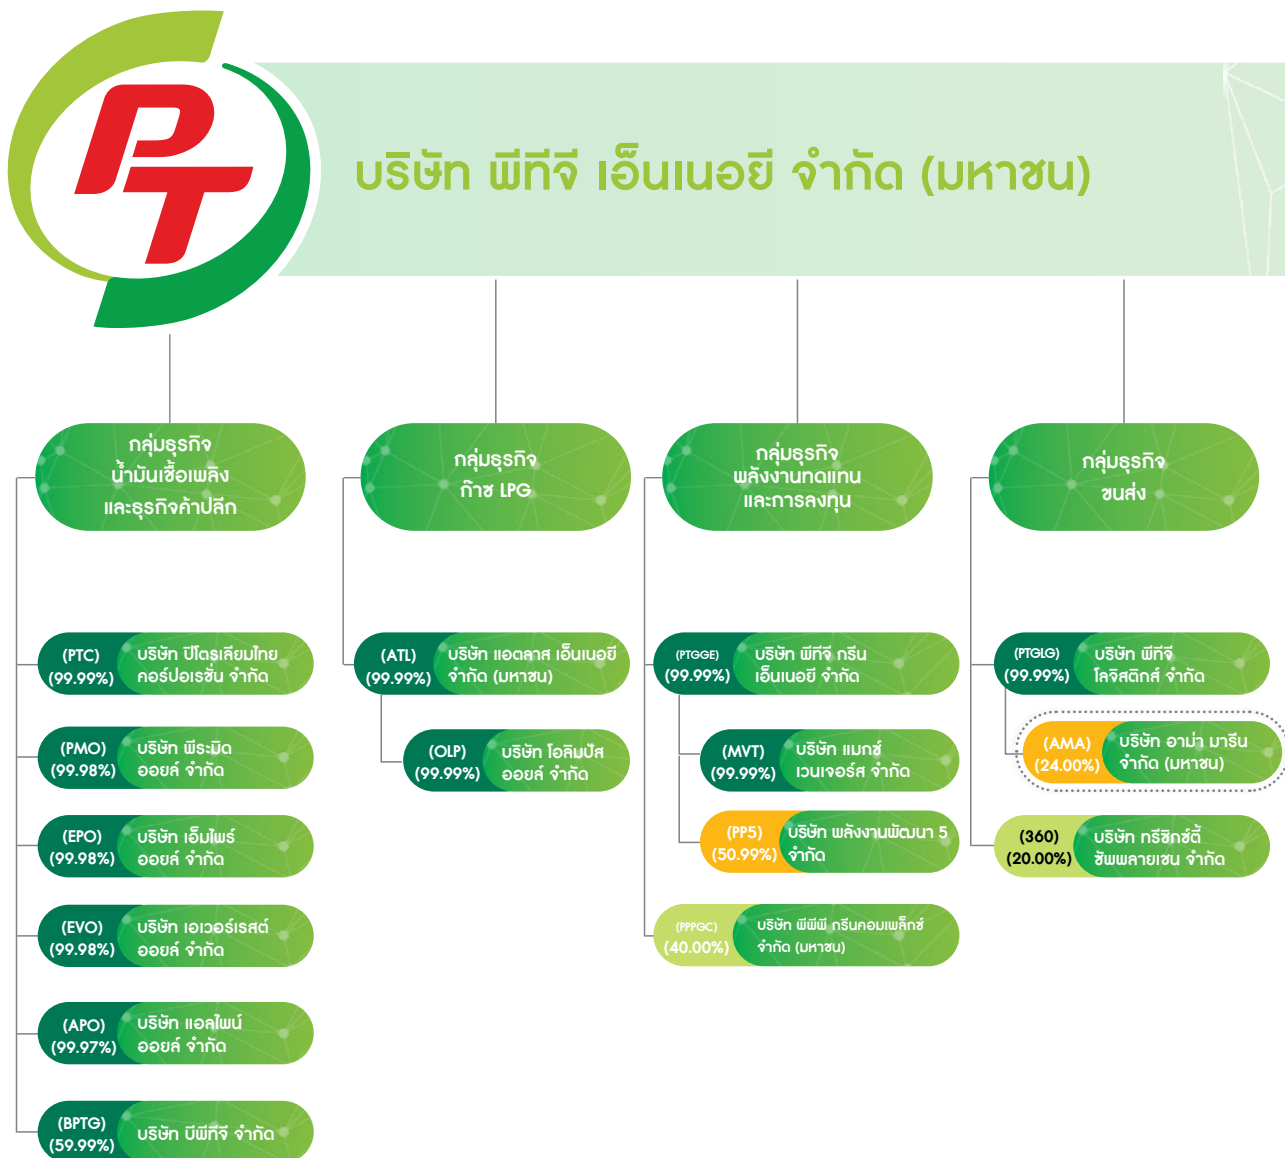 PT
บริษัท พีทีจี เอ็นเนอยี จำกัด (มหาชน)
กลุ่มธุรกิจ
น้ำมันเชื้อเพลิง
และธุรกิจค้าปลีก
(PTC)
(99.99%)
บริษัท ปิโตรเลียมไทย
คอร์ปอเรชั่น จำกัด
(PMO)
(99.98%)
บริษัท พีระมิด
ออยล์ จำกัด
(EPO)
(99.98%)
บริษัท เอ็มไพร์
ออยล์ จำกัด
(EVO)
(99.98%)
บริษัท เอเวอร์เรสต์
ออยล์ จำกัด
(APO)
(99.97%)
บริษัท แอลไพน์
ออยล์ จำกัด
(BPTG)
(59.99%)
บริษัท บีพีทีจี จำกัด
กลุ่มธุรกิจ
ก๊าซ LPG
(ATL)
(99.99%)
บริษัท แอตลาส เอ็นเนอยี
จำกัด (มหาชน)
(OLP)
(99.99%)
บริษัท โอลิมปัส
ออยล์ จำกัด
กลุ่มธุรกิจ
พลังงานทดแทน
และการลงทุน
(PTGGE)
(99.99%)
บริษัท พีทีจี กรีน
เอ็นเนอยี จำกัด
(MVT)
(99.99%)
บริษัท แมกซ์
เวนเจอร์ส จำกัด
(PP5)
(50.99%)
บริษัท พลังงานพัฒนา 5
จำกัด
(PPPGC)
(40.00%)
บริษัท พีพีพี กรีนคอมเพล็กซ์
จำกัด (มหาชน)
กลุ่มธุรกิจ
ขนส่ง
(PTGLG)
(99.99%)
บริษัท พีทีจี
โลจิสติกส์ จำกัด
(AMA)
(24.00%)
บริษัท อาม่า มารีน
จำกัด (มหาชน)
(360)
(20.00%)
บริษัท ทรีซิกซ์ตี้
ซัพพลายเชน จำกัด